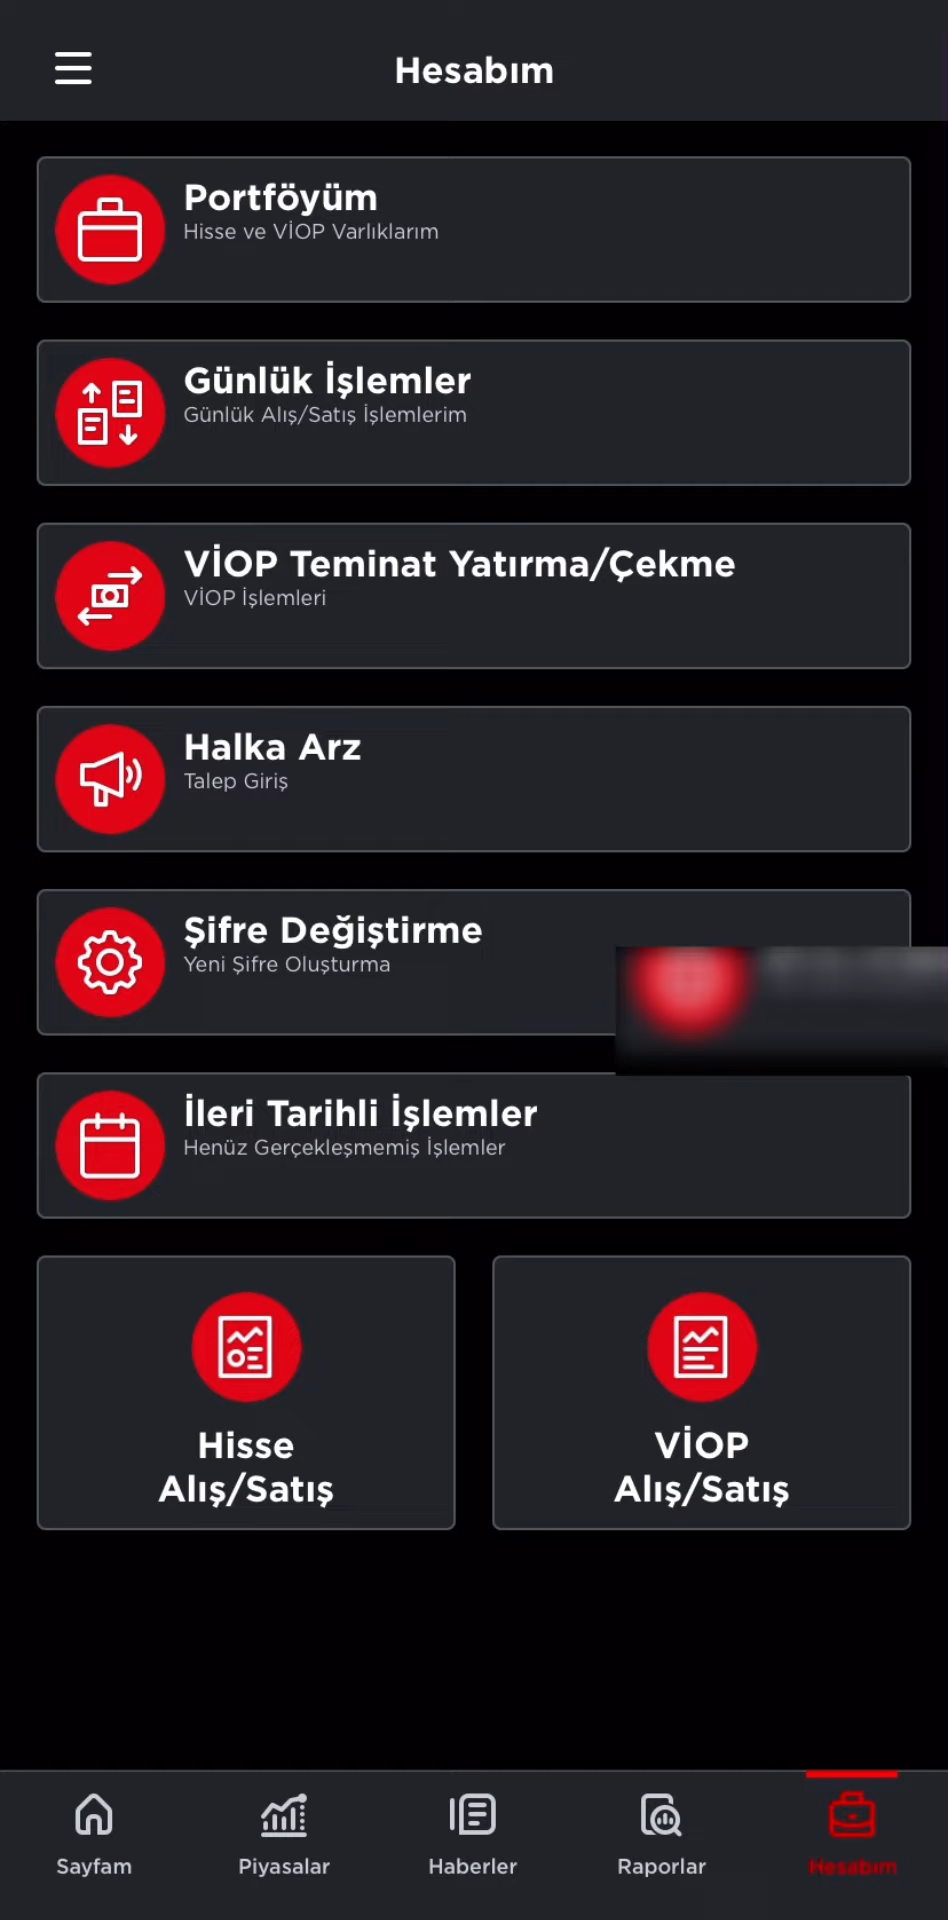 Hesabım
Portföyüm
Hisse ve VİOP Varlıklarım
Günlük İşlemler
Günlük Alış/Satış İşlemlerim
VİOP Teminat Yatırma/Çekme
VİOP İşlemleri
Halka Arz
Talep Giriş
Şifre Değiştirme
Yeni Şifre Oluşturma
İleri Tarihli İşlemler
Henüz Gerçekleşmemiş İşlemler
Hisse
Alış/Satış
VİOP
Alış/Satış
Sayfam
Piyasalar
Haberler
Raporlar
Hesabım